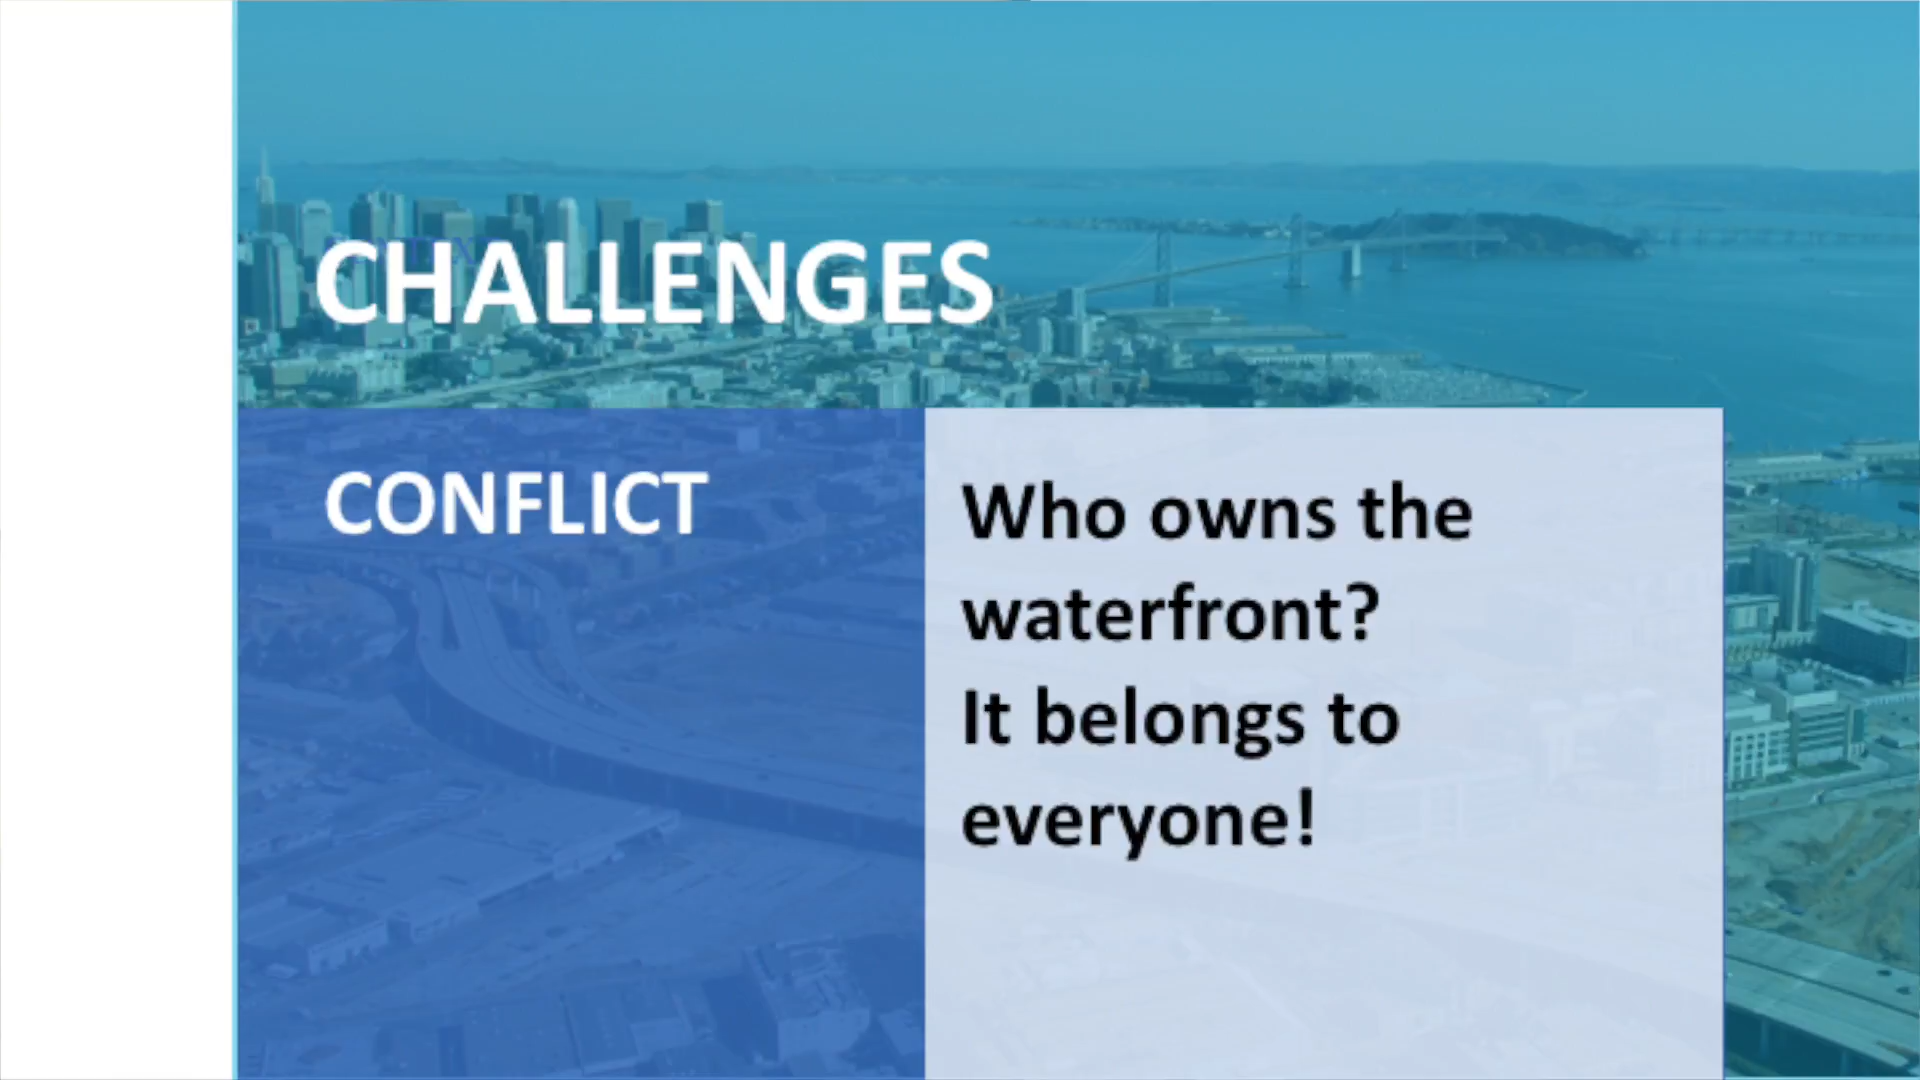 CHALLENGES
CONFLICT
Who owns the
waterfront?
It belongs to
everyone!